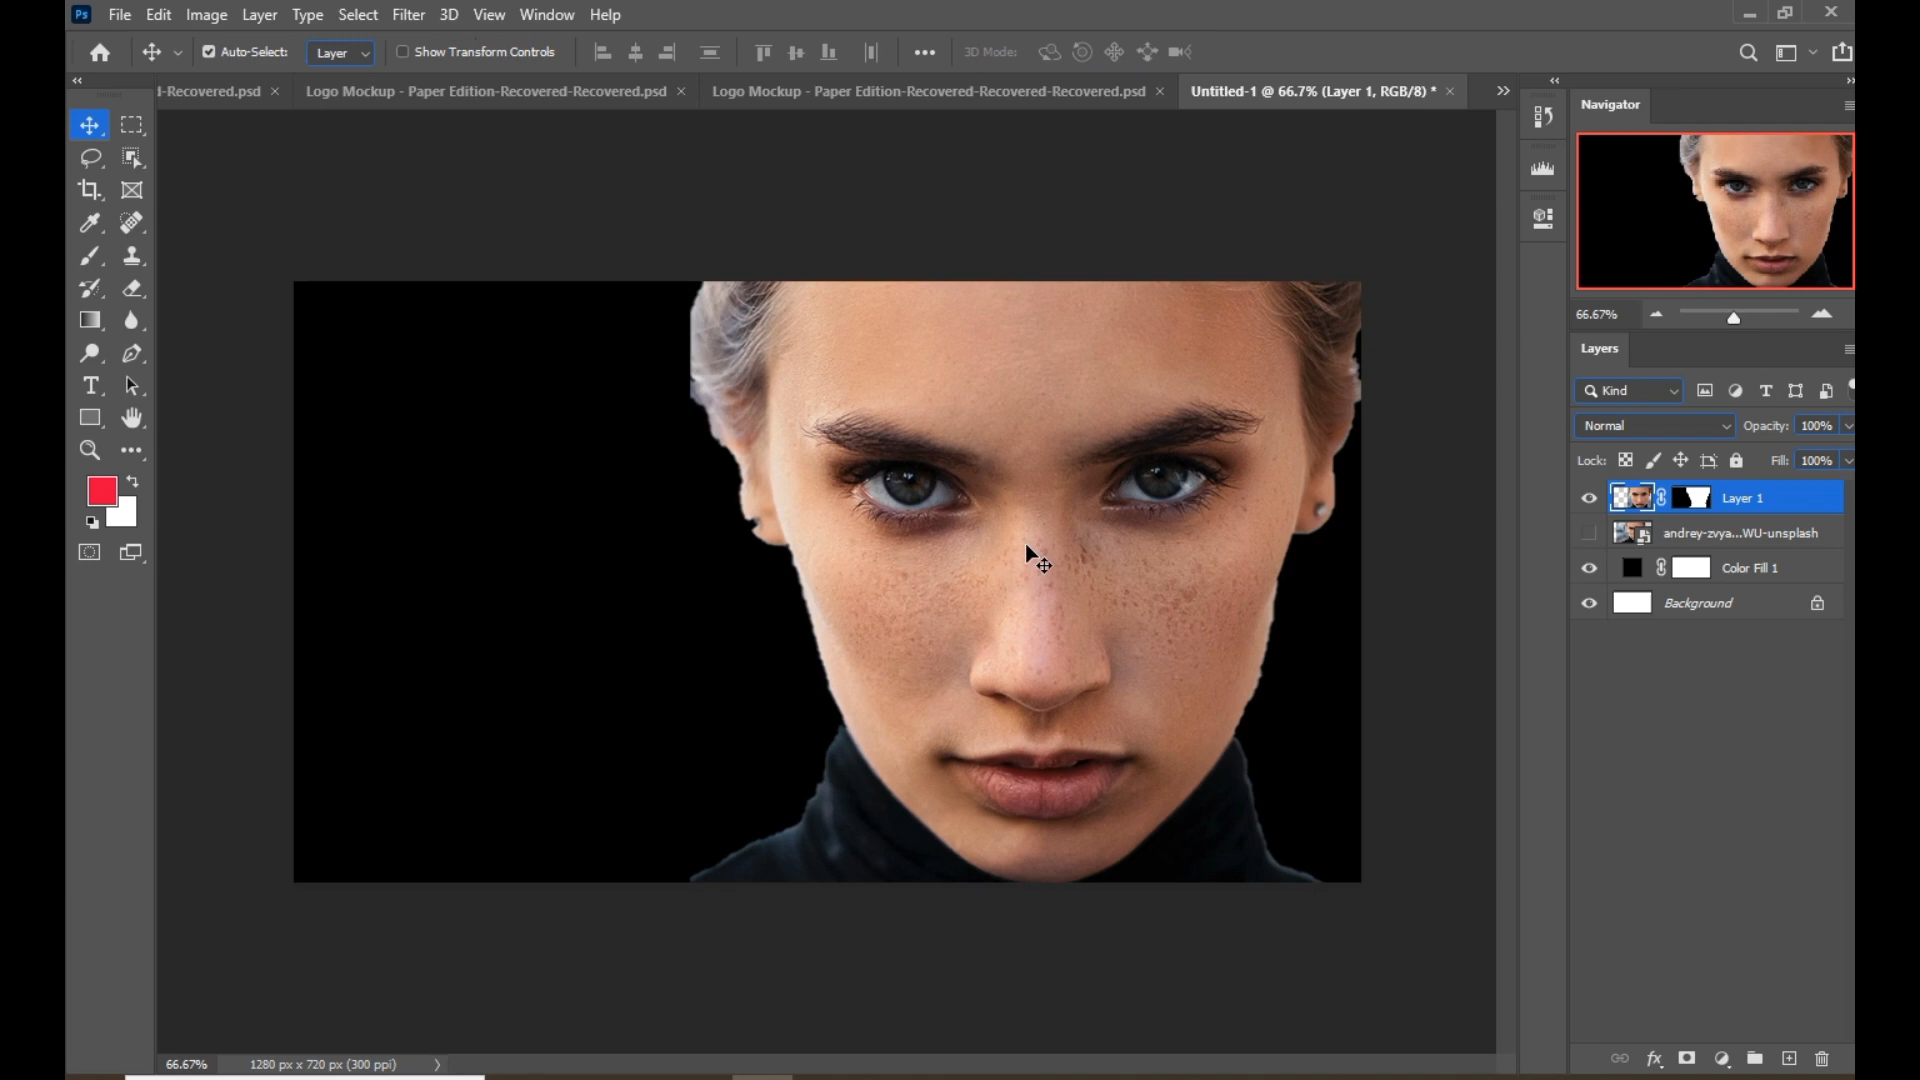 Ps File Edit Image Layer Type Select Filter 3D View Window Help
Auto-Select: Layer Show Transform Controls 3D Mode:
d-Recovered.psd × Logo Mockup - Paper Edition-Recovered-Recovered.psd × Logo Mockup - Paper Edition-Recovered-Recovered-Recovered.psd × Untitled-1 @ 66.7% (Layer 1, RGB/8) * ×
Navigator
66.67%
Layers
Kind
Normal Opacity: 100%
Lock: Fill: 100%
Layer 1
andrey-zvya...WU-unsplash
Color Fill 1
Background
66.67% 1280 px x 720 px (300 ppi)